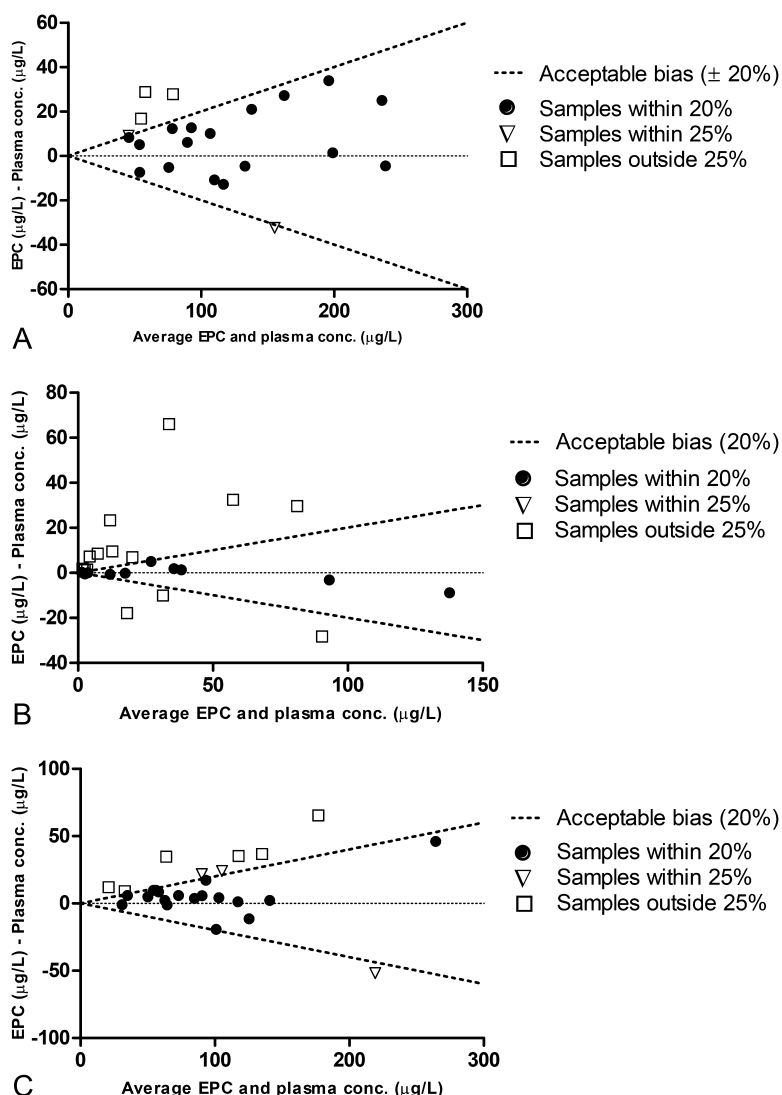 60
40
20
0
-20
-40
-60
0 100 200 300
EPC (µg/L) - Plasma conc. (µg/L)
Average EPC and plasma conc. (µg/L)
Acceptable bias (± 20%)
Samples within 20%
Samples within 25%
Samples outside 25%
A
80
60
40
20
0
-20
-40
0 50 100 150
EPC (µg/L) - Plasma conc. (µg/L)
Average EPC and plasma conc. (µg/L)
Acceptable bias (20%)
Samples within 20%
Samples within 25%
Samples outside 25%
B
100
50
0
-50
-100
0 100 200 300
EPC (µg/L) - Plasma conc. (µg/L)
Average EPC and plasma conc. (µg/L)
Acceptable bias (20%)
Samples within 20%
Samples within 25%
Samples outside 25%
C